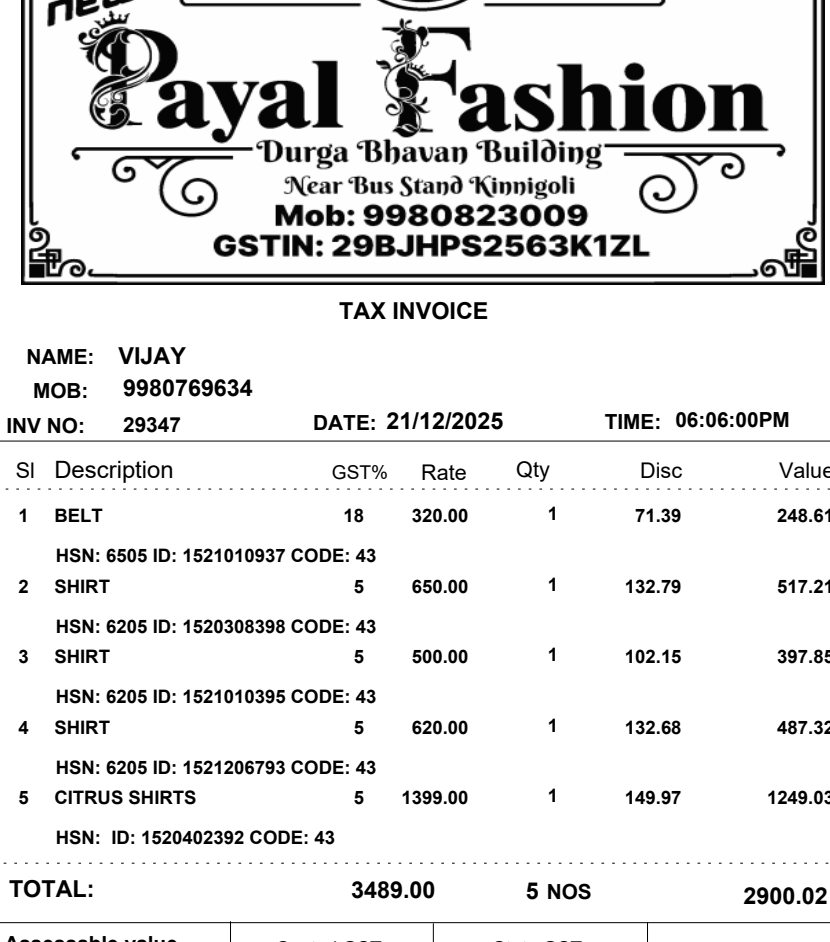 new
Payal Fashion
Durga Bhavan Building
Near Bus Stand Kinnigoli
Mob: 9980823009
GSTIN: 29BJHPS2563K1ZL
TAX INVOICE
NAME: VIJAY
MOB: 9980769634
INV NO: 29347 DATE: 21/12/2025 TIME: 06:06:00PM
Sl Description GST% Rate Qty Disc Value
1 BELT 18 320.00 1 71.39 248.61
HSN: 6505 ID: 1521010937 CODE: 43
2 SHIRT 5 650.00 1 132.79 517.21
HSN: 6205 ID: 1520308398 CODE: 43
3 SHIRT 5 500.00 1 102.15 397.85
HSN: 6205 ID: 1521010395 CODE: 43
4 SHIRT 5 620.00 1 132.68 487.32
HSN: 6205 ID: 1521206793 CODE: 43
5 CITRUS SHIRTS 5 1399.00 1 149.97 1249.03
HSN: ID: 1520402392 CODE: 43
TOTAL: 3489.00 5 NOS 2900.02